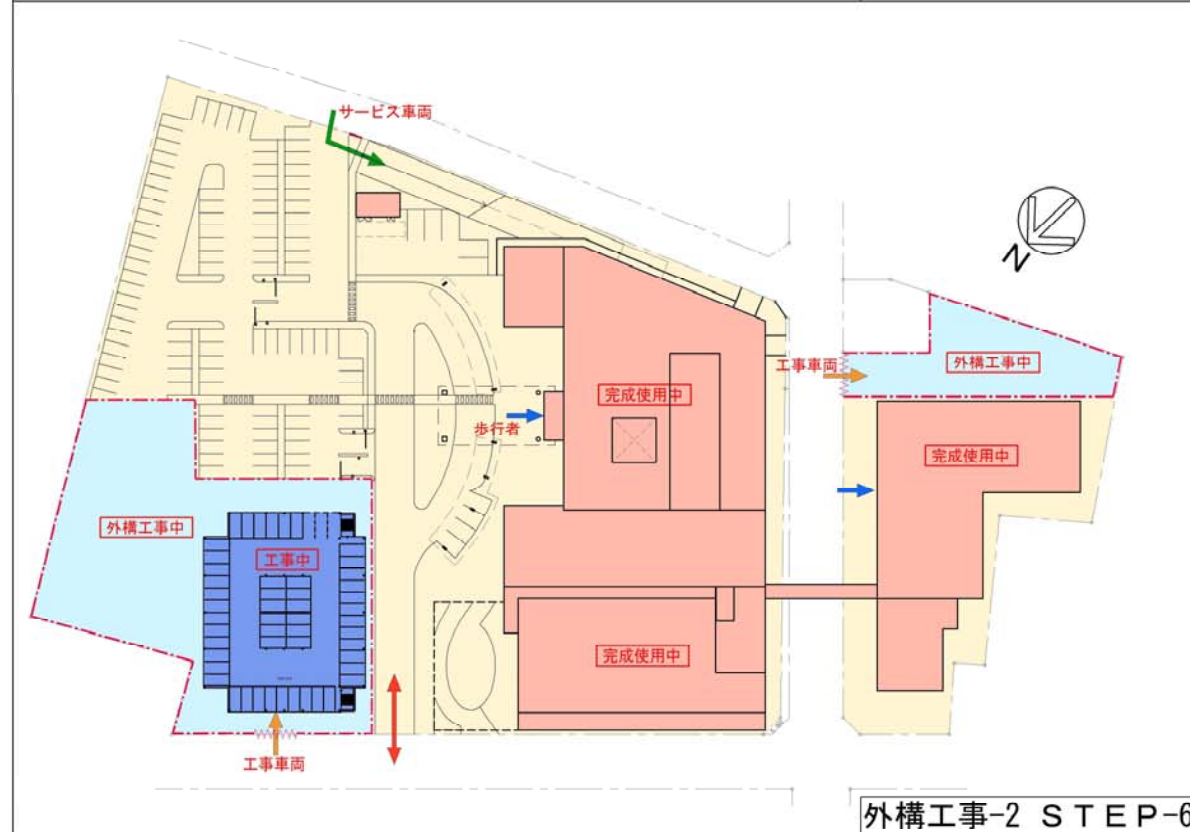 サービス車両
N
工事車両
外構工事中
完成使用中
歩行者
完成使用中
外構工事中
工事中
完成使用中
工事車両
外構工事-2 STEP-6